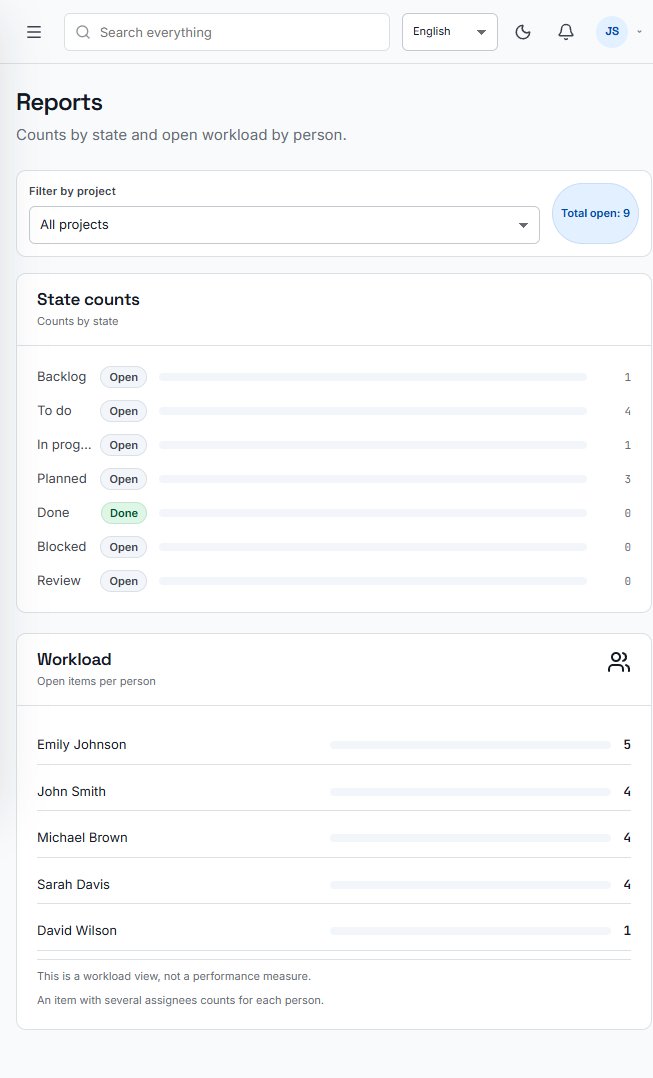 Search everything
English
JS
Reports
Counts by state and open workload by person.
Filter by project
All projects
Total open: 9
State counts
Counts by state
Backlog Open 1
To do Open 4
In prog... Open 1
Planned Open 3
Done Done 0
Blocked Open 0
Review Open 0
Workload
Open items per person
Emily Johnson 5
John Smith 4
Michael Brown 4
Sarah Davis 4
David Wilson 1
This is a workload view, not a performance measure.
An item with several assignees counts for each person.